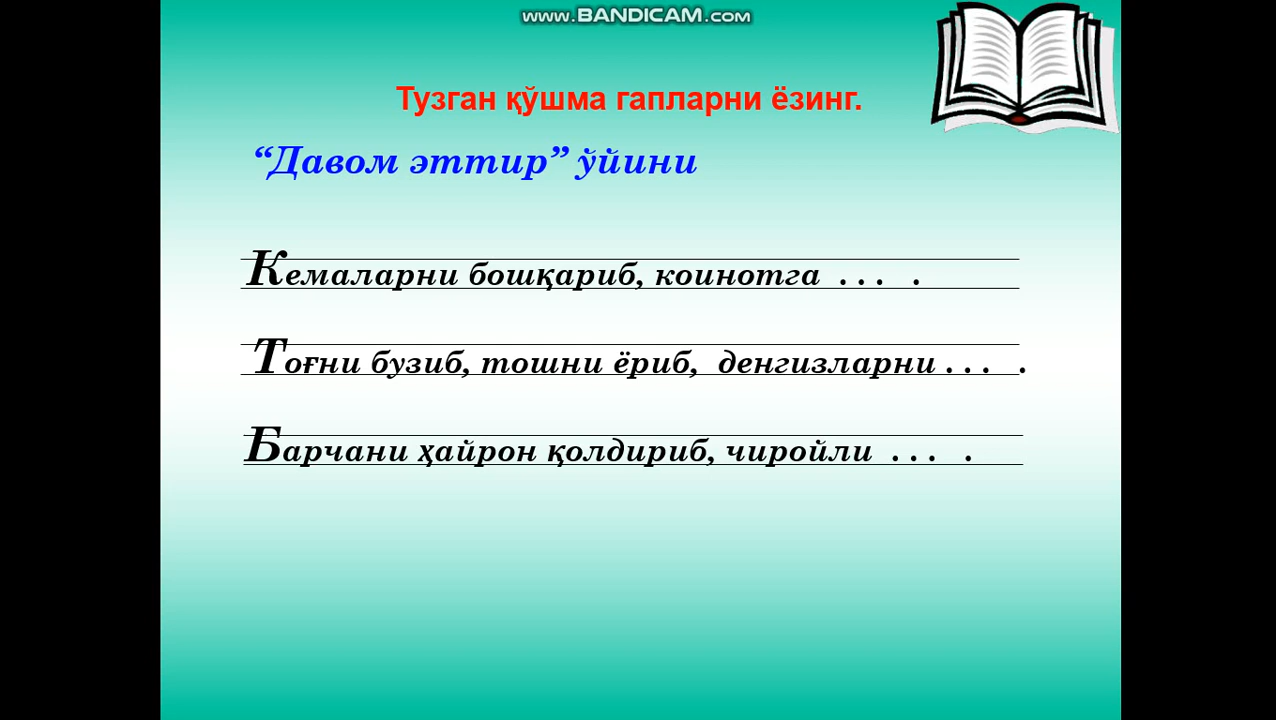 www.BANDICAM.com
Тузган қўшма гапларни ёзинг.
“Давом эттир” ўйини
Кемаларни бошқариб, коинотга . . . .
Тоғни бузиб, тошни ёриб, денгизларни . . . .
Барчани ҳайрон қолдириб, чиройли . . . .